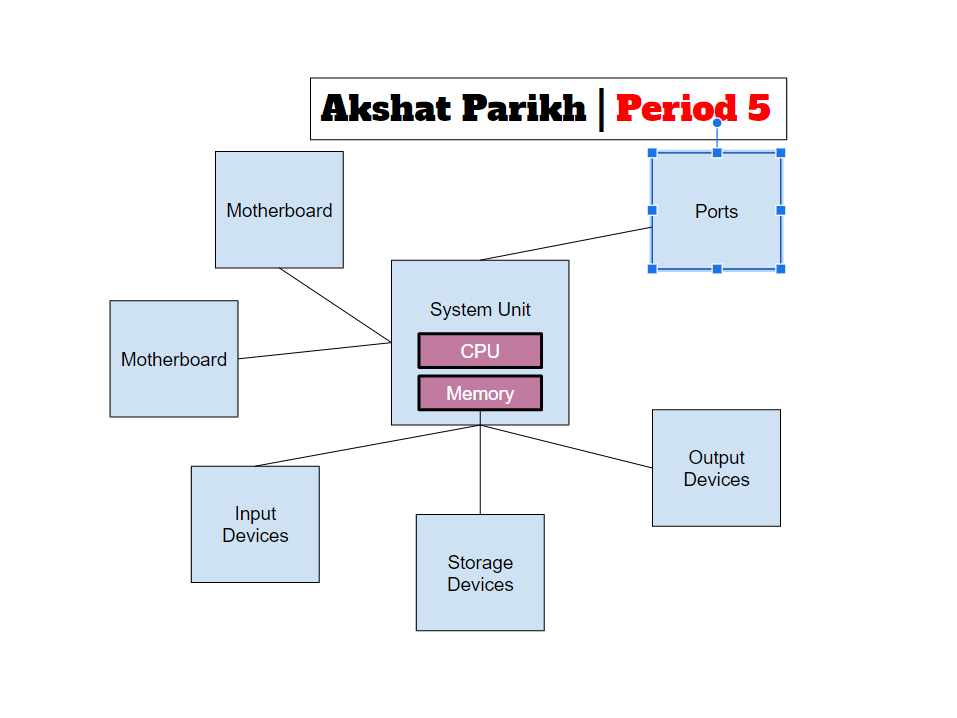 Akshat Parikh | Period 5
Motherboard
Ports
System Unit
CPU
Memory
Motherboard
Output
Devices
Input
Devices
Storage
Devices